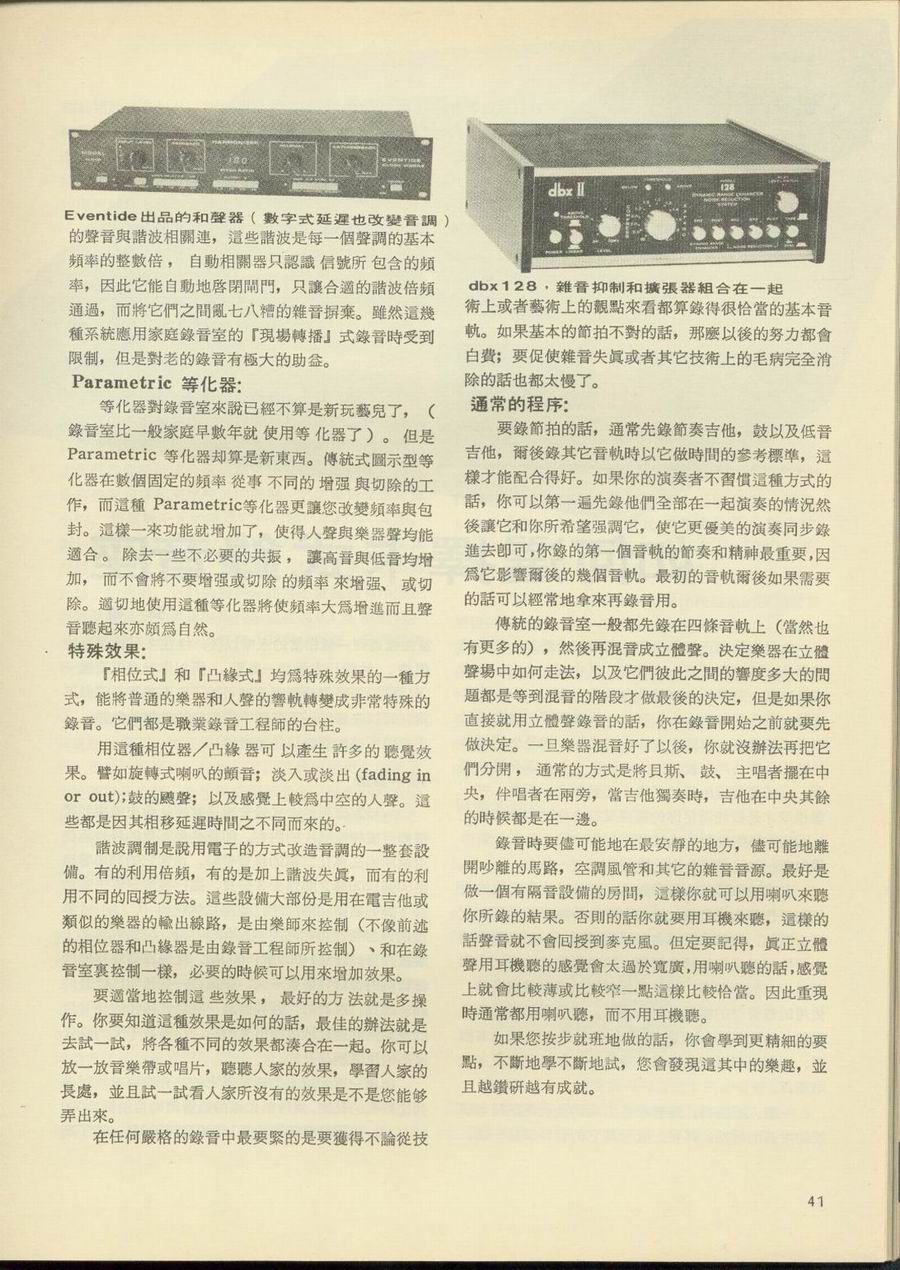 HARMONIZER
EVENTIDE
Eventide出品的和聲器(數字式延遲也改變音調)
的聲音與諧波相關連，這些諧波是每一個聲調的基本
頻率的整數倍，自動相關器只認識信號所包含的頻
率，因此它能自動地啓閉閘門，只讓合適的諧波倍頻
通過，而將它們之間亂七八糟的雜音摒棄。雖然這幾
種系統應用家庭錄音室的『現場轉播』式錄音時受到
限制，但是對老的錄音有極大的助益。
Parametric 等化器:
等化器對錄音室來說已經不算是新玩藝兒了，（
錄音室比一般家庭早數年就使用等化器了）。但是
Parametric 等化器却算是新東西。傳統式圖示型等
化器在數個固定的頻率從事不同的增强與切除的工
作，而這種 Parametric等化器更讓您改變頻率與包
封。這樣一來功能就增加了，使得人聲與樂器聲均能
適合。除去一些不必要的共振，讓高音與低音均增
加，而不會將不要增强或切除的頻率來增强、或切
除。適切地使用這種等化器將使頻率大爲增進而且聲
音聽起來亦頗爲自然。
特殊效果:
『相位式』和『凸緣式』均爲特殊效果的一種方
式，能將普通的樂器和人聲的響軌轉變成非常特殊的
錄音。它們都是職業錄音工程師的台柱。
用這種相位器／凸緣器可以產生許多的聽覺效
果。譬如旋轉式喇叭的顫音；淡入或淡出 (fading in
or out);鼓的颼聲；以及感覺上較爲中空的人聲。這
些都是因其相移延遲時間之不同而來的。
諧波調制是說用電子的方式改造音調的一整套設
備。有的利用倍頻，有的是加上諧波失眞，而有的利
用不同的回授方法。這些設備大部份是用在電吉他或
類似的樂器的輸出線路，是由樂師來控制（不像前述
的相位器和凸緣器是由錄音工程師所控制）、和在錄
音室裏控制一樣，必要的時候可以用來增加效果。
要適當地控制這些效果，最好的方法就是多操
作。你要知道這種效果是如何的話，最佳的辦法就是
去試一試，將各種不同的效果都湊合在一起。你可以
放一放音樂帶或唱片，聽聽人家的效果，學習人家的
長處，並且試一試看人家所沒有的效果是不是您能够
弄出來。
在任何嚴格的錄音中最要緊的是要獲得不論從技
dbx II
128
DYNAMIC RANGE ENHANCER
NOISE REDUCTION
SYSTEM
dbx128，雜音抑制和擴張器組合在一起
術上或者藝術上的觀點來看都算錄得很恰當的基本音
軌。如果基本的節拍不對的話，那麽以後的努力都會
白費；要促使雜音失眞或者其它技術上的毛病完全消
除的話也都太慢了。
通常的程序:
要錄節拍的話，通常先錄節奏吉他，鼓以及低音
吉他，爾後錄其它音軌時以它做時間的參考標準，這
樣才能配合得好。如果你的演奏者不習慣這種方式的
話，你可以第一遍先錄他們全部在一起演奏的情況然
後讓它和你所希望强調它，使它更優美的演奏同步錄
進去卽可，你錄的第一個音軌的節奏和精神最重要，因
爲它影響爾後的幾個音軌。最初的音軌爾後如果需要
的話可以經常地拿來再錄音用。
傳統的錄音室一般都先錄在四條音軌上（當然也
有更多的），然後再混音成立體聲。決定樂器在立體
聲場中如何走法，以及它們彼此之間的響度多大的問
題都是等到混音的階段才做最後的決定，但是如果你
直接就用立體聲錄音的話，你在錄音開始之前就要先
做決定。一旦樂器混音好了以後，你就沒辦法再把它
們分開，通常的方式是將貝斯、鼓、主唱者擺在中
央，伴唱者在兩旁，當吉他獨奏時，吉他在中央其餘
的時候都是在一邊。
錄音時要儘可能地在最安靜的地方，儘可能地離
開吵離的馬路，空調風管和其它的雜音音源。最好是
做一個有隔音設備的房間，這樣你就可以用喇叭來聽
你所錄的結果。否則的話你就要用耳機來聽，這樣的
話聲音就不會回授到麥克風。但定要記得，眞正立體
聲用耳機聽的感覺會太過於寬廣，用喇叭聽的話，感覺
上就會比較薄或比較窄一點這樣比較恰當。因此重現
時通常都用喇叭聽，而不用耳機聽。
如果您按步就班地做的話，你會學到更精細的要
點，不斷地學不斷地試，您會發現這其中的樂趣，並
且越鑽研越有成就。
41